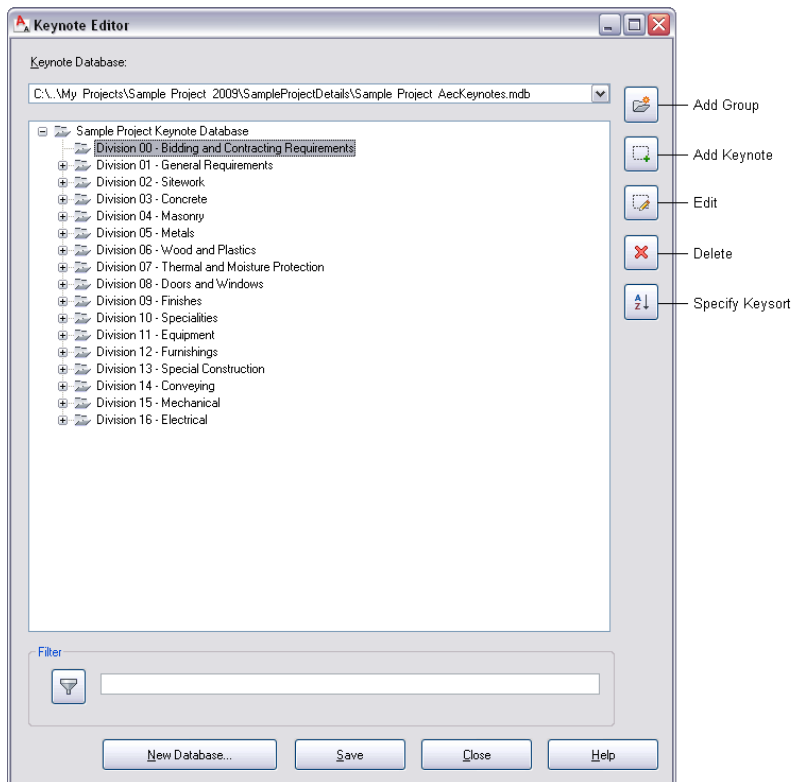 Keynote Editor
Keynote Database:
C:\..\My Projects\Sample Project 2009\SampleProjectDetails\Sample Project AecKeynotes.mdb
Add Group
Sample Project Keynote Database
Division 00 - Bidding and Contracting Requirements
Add Keynote
Division 01 - General Requirements
Division 02 - Sitework
Division 03 - Concrete
Edit
Division 04 - Masonry
Division 05 - Metals
Division 06 - Wood and Plastics
Delete
Division 07 - Thermal and Moisture Protection
Division 08 - Doors and Windows
Division 09 - Finishes
Specify Keysort
Division 10 - Specialities
Division 11 - Equipment
Division 12 - Furnishings
Division 13 - Special Construction
Division 14 - Conveying
Division 15 - Mechanical
Division 16 - Electrical
Filter
New Database...
Save
Close
Help